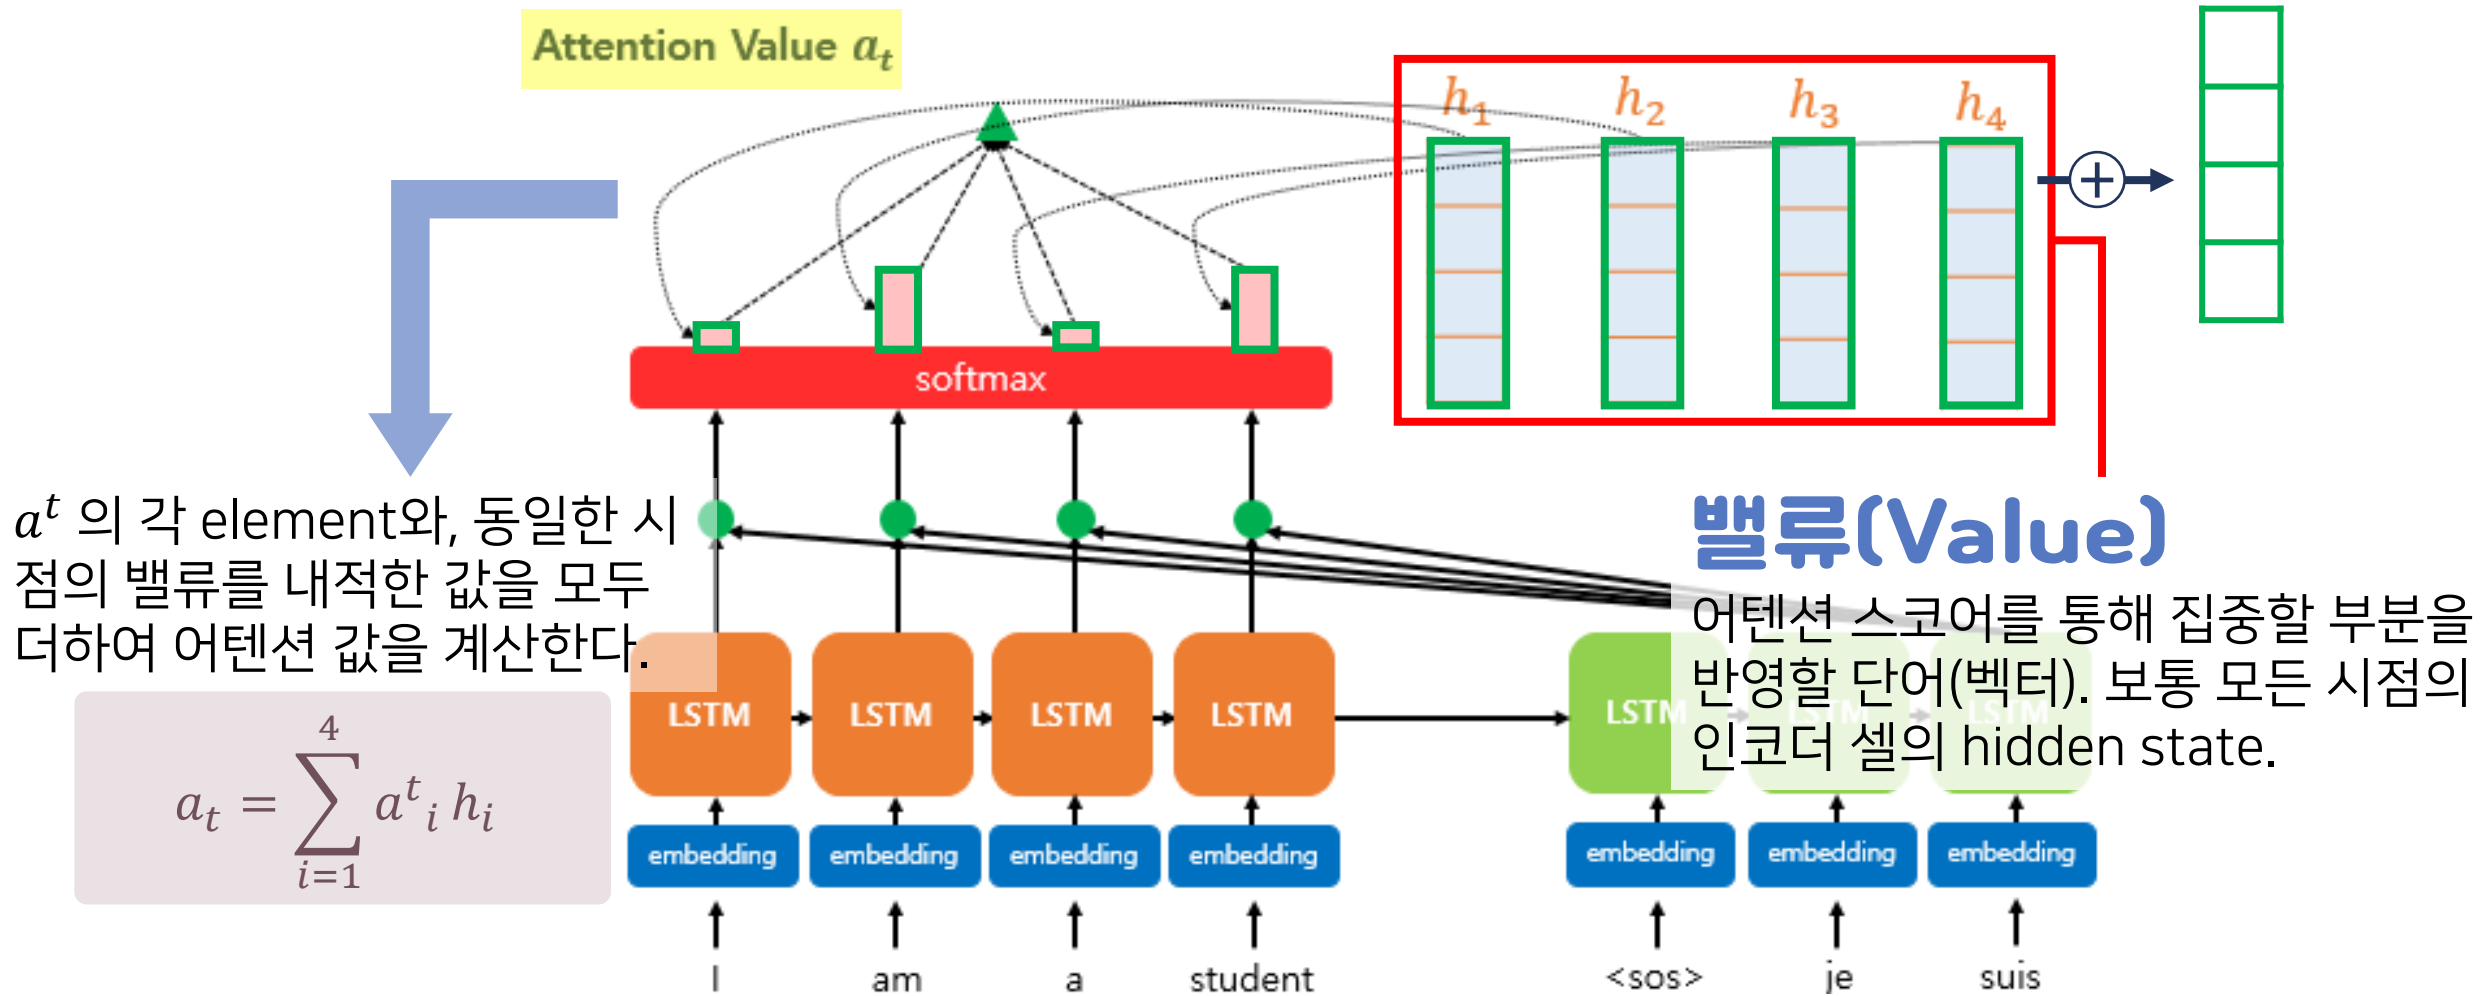 Attention Value a_t
h_1 h_2 h_3 h_4
softmax
a^t 의 각 element와, 동일한 시
점의 밸류를 내적한 값을 모두
더하여 어텐션 값을 계산한다.
a_t = \sum_{i=1}^{4} a^t{}_i h_i
밸류(Value)
어텐션 스코어를 통해 집중할 부분을
반영할 단어(벡터). 보통 모든 시점의
인코더 셀의 hidden state.
LSTM LSTM LSTM LSTM LSTM LSTM LSTM
embedding embedding embedding embedding embedding embedding embedding
I am a student <sos> je suis